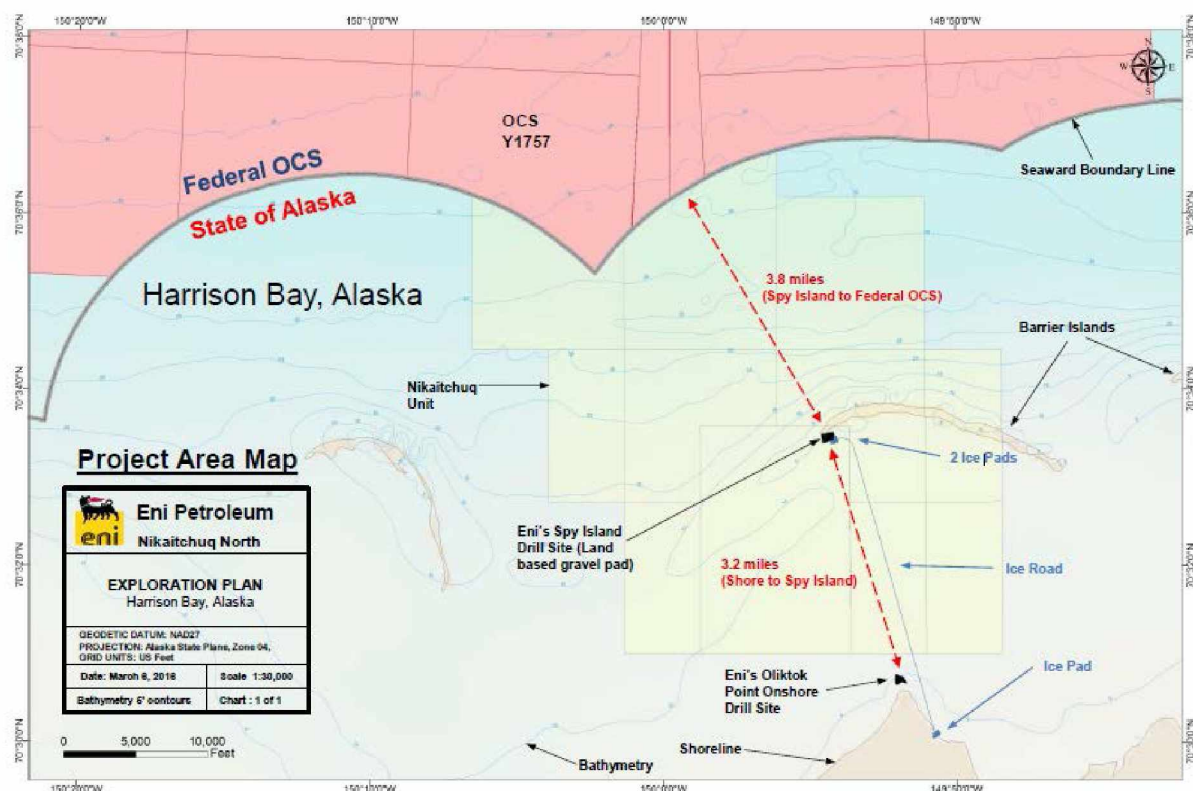 150°20'0"W
150°10'0"W
150°0'0"W
149°50'0"W
N
W
E
S
OCS
Y1757
Federal OCS
State of Alaska
Seaward Boundary Line
Harrison Bay, Alaska
3.8 miles
(Spy Island to Federal OCS)
Barrier Islands
Nikaitchuq
Unit
2 Ice Pads
Eni's Spy Island
Drill Site (Land
based gravel pad)
3.2 miles
(Shore to Spy Island)
Ice Road
Eni's Oliktok
Point Onshore
Drill Site
Ice Pad
Shoreline
Bathymetry
Project Area Map
eni
Eni Petroleum
Nikaitchuq North
EXPLORATION PLAN
Harrison Bay, Alaska
GEODETIC DATUM: NAD27
PROJECTION: Alaska State Plane, Zone 04,
GRID UNITS: US Feet
Date: March 6, 2016
Scale 1:30,000
Bathymetry 5' contours
Chart : 1 of 1
0
5,000
10,000
Feet
70°36'0"N
70°34'0"N
70°32'0"N
70°30'0"N
150°20'0"W
150°10'0"W
150°0'0"W
149°50'0"W